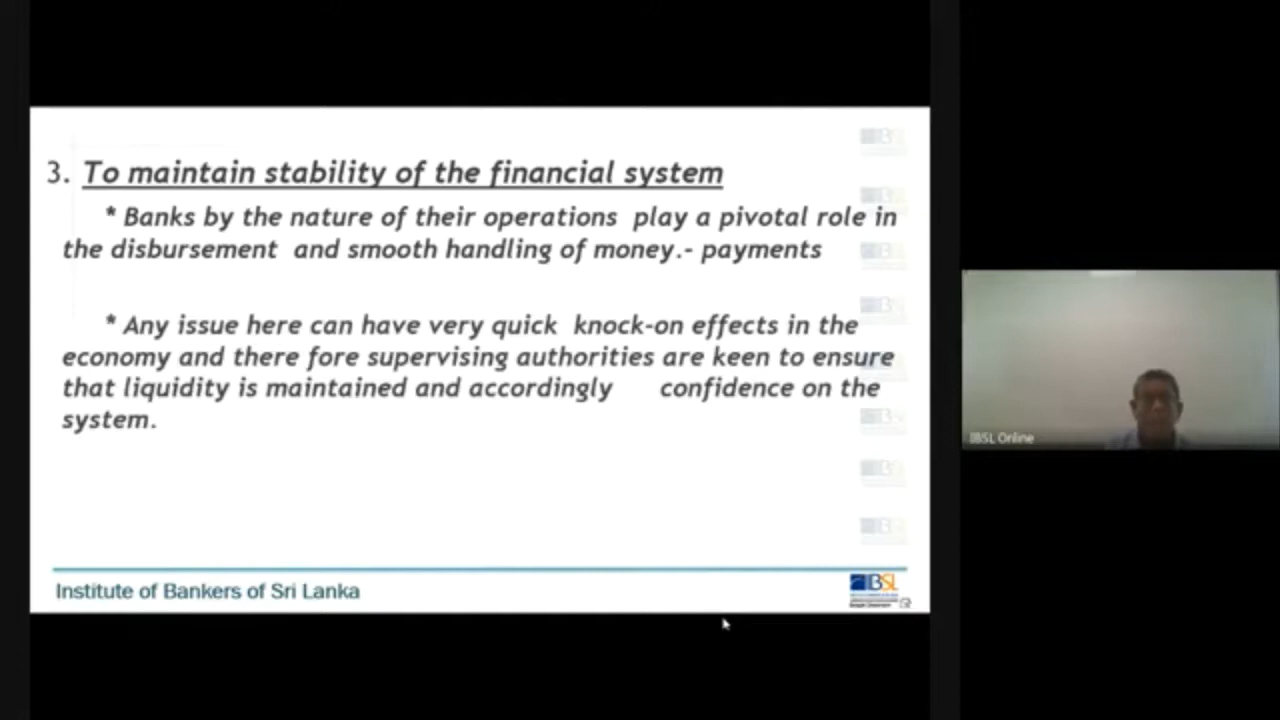 3. To maintain stability of the financial system
* Banks by the nature of their operations play a pivotal role in
the disbursement and smooth handling of money.- payments
* Any issue here can have very quick knock-on effects in the
economy and there fore supervising authorities are keen to ensure
that liquidity is maintained and accordingly confidence on the
system.
Institute of Bankers of Sri Lanka
IBSL
IBSL Online